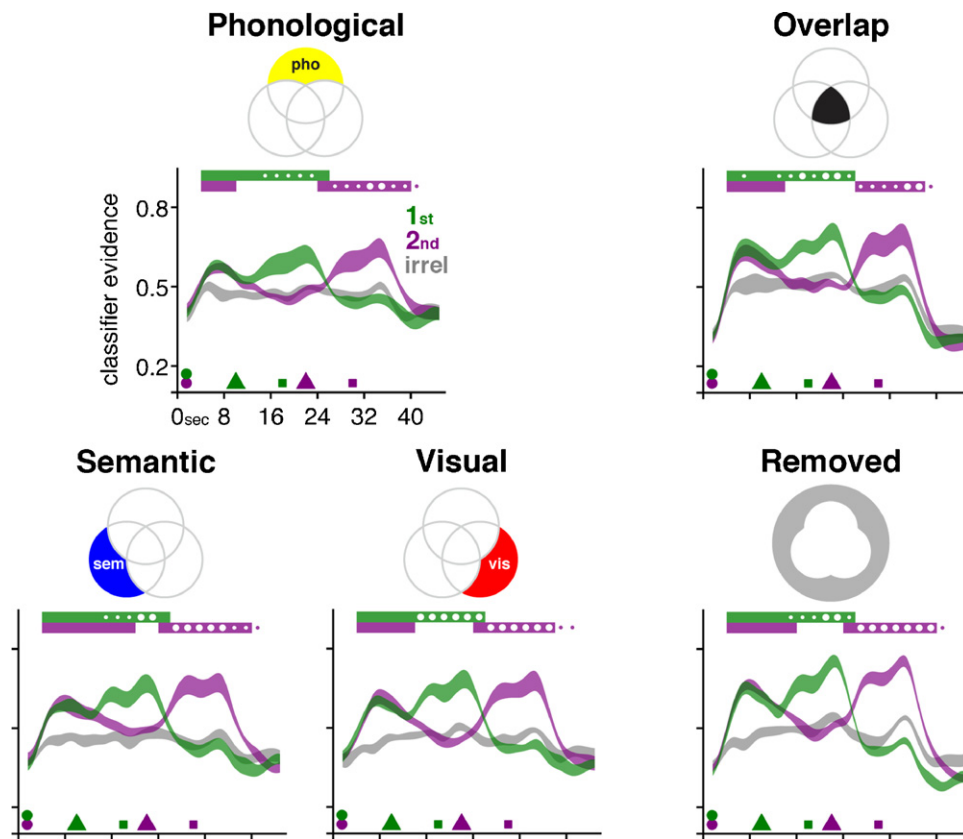 Phonological
pho
Overlap
classifier evidence
0.8
0.5
0.2
1st
2nd
irrel
0sec 8 16 24 32 40
Semantic
sem
Visual
vis
Removed